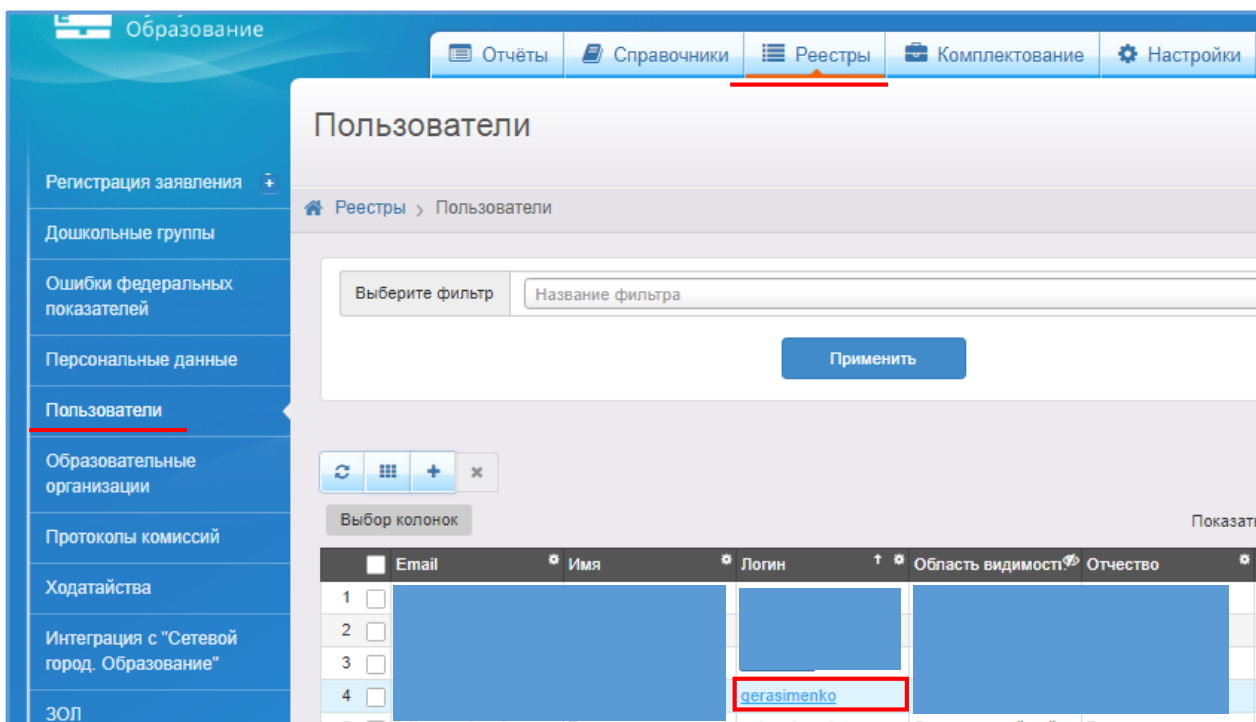 Образование
Отчёты Справочники Реестры Комплектование Настройки
Пользователи
Регистрация заявления
Реестры > Пользователи
Дошкольные группы
Ошибки федеральных
показателей
Выберите фильтр Название фильтра
Применить
Персональные данные
Пользователи
Образовательные
организации
Выбор колонок
Протоколы комиссий
Email Имя Логин Область видимост Отчество
Ходатайства
1
2
Интеграция с "Сетевой
город. Образование"
3
4 gerasimenko
ЗОЛ